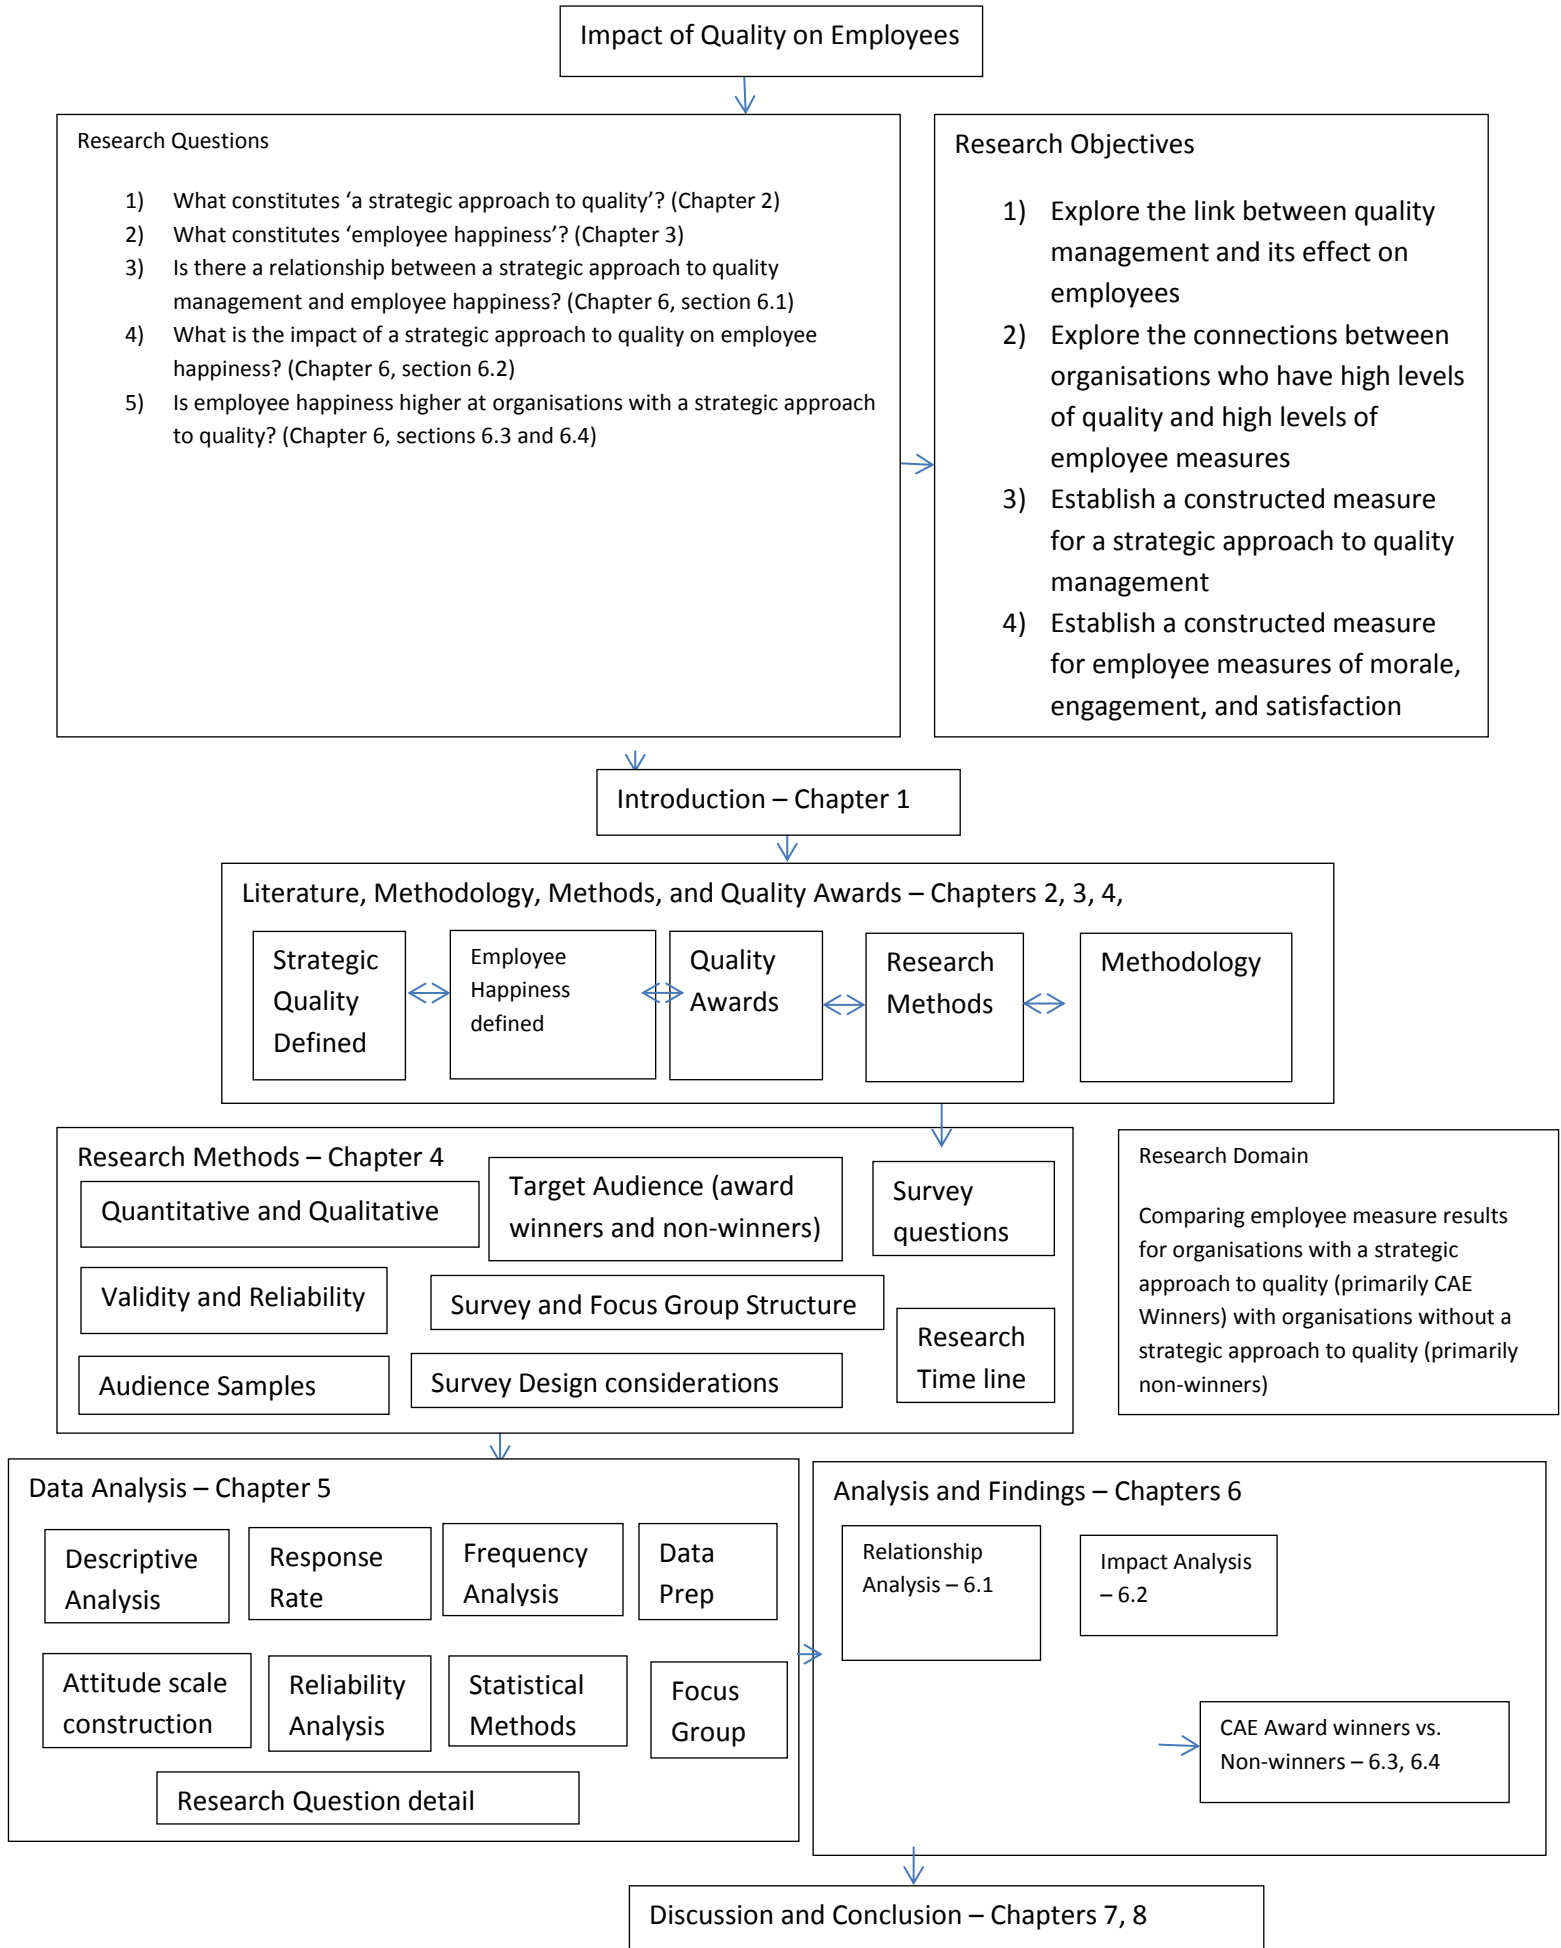 Impact of Quality on Employees
Research Questions
1) What constitutes ‘a strategic approach to quality’? (Chapter 2)
2) What constitutes ‘employee happiness’? (Chapter 3)
3) Is there a relationship between a strategic approach to quality
management and employee happiness? (Chapter 6, section 6.1)
4) What is the impact of a strategic approach to quality on employee
happiness? (Chapter 6, section 6.2)
5) Is employee happiness higher at organisations with a strategic approach
to quality? (Chapter 6, sections 6.3 and 6.4)
Research Objectives
1) Explore the link between quality
management and its effect on
employees
2) Explore the connections between
organisations who have high levels
of quality and high levels of
employee measures
3) Establish a constructed measure
for a strategic approach to quality
management
4) Establish a constructed measure
for employee measures of morale,
engagement, and satisfaction
Introduction – Chapter 1
Literature, Methodology, Methods, and Quality Awards – Chapters 2, 3, 4,
Strategic
Quality
Defined
Employee
Happiness
defined
Quality
Awards
Research
Methods
Methodology
Research Methods – Chapter 4
Quantitative and Qualitative
Target Audience (award
winners and non-winners)
Survey
questions
Validity and Reliability
Survey and Focus Group Structure
Research
Time line
Audience Samples
Survey Design considerations
Research Domain
Comparing employee measure results
for organisations with a strategic
approach to quality (primarily CAE
Winners) with organisations without a
strategic approach to quality (primarily
non-winners)
Data Analysis – Chapter 5
Descriptive
Analysis
Response
Rate
Frequency
Analysis
Data
Prep
Attitude scale
construction
Reliability
Analysis
Statistical
Methods
Focus
Group
Research Question detail
Analysis and Findings – Chapters 6
Relationship
Analysis – 6.1
Impact Analysis
– 6.2
CAE Award winners vs.
Non-winners – 6.3, 6.4
Discussion and Conclusion – Chapters 7, 8